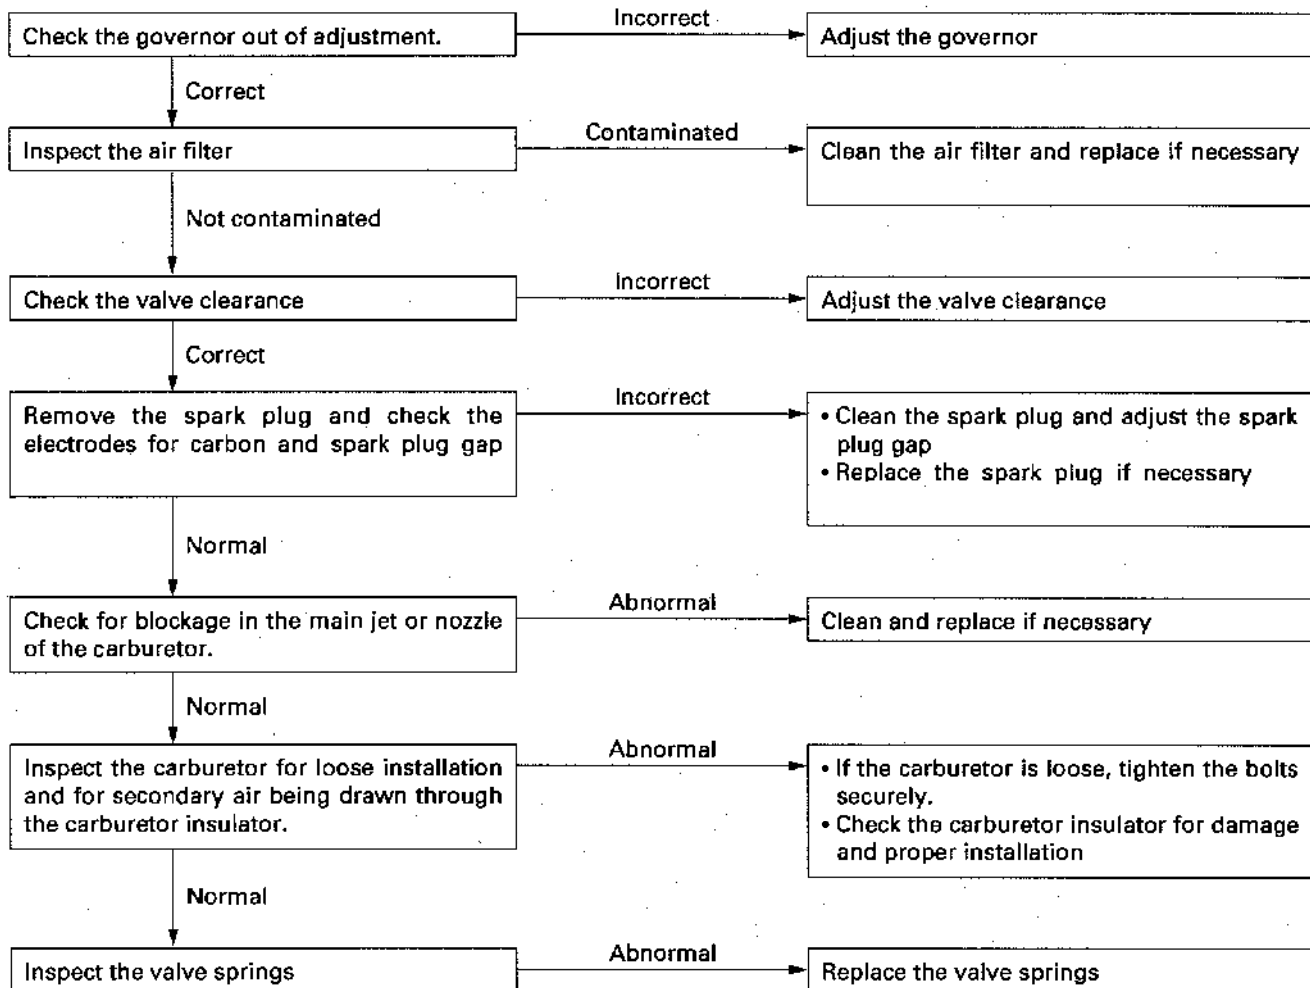 Check the governor out of adjustment.
Incorrect
Adjust the governor
Correct
Inspect the air filter
Contaminated
Clean the air filter and replace if necessary
Not contaminated
Check the valve clearance
Incorrect
Adjust the valve clearance
Correct
Remove the spark plug and check the
electrodes for carbon and spark plug gap
Incorrect
• Clean the spark plug and adjust the spark
plug gap
• Replace the spark plug if necessary
Normal
Check for blockage in the main jet or nozzle
of the carburetor.
Abnormal
Clean and replace if necessary
Normal
Inspect the carburetor for loose installation
and for secondary air being drawn through
the carburetor insulator.
Abnormal
• If the carburetor is loose, tighten the bolts
securely.
• Check the carburetor insulator for damage
and proper installation
Normal
Inspect the valve springs
Abnormal
Replace the valve springs